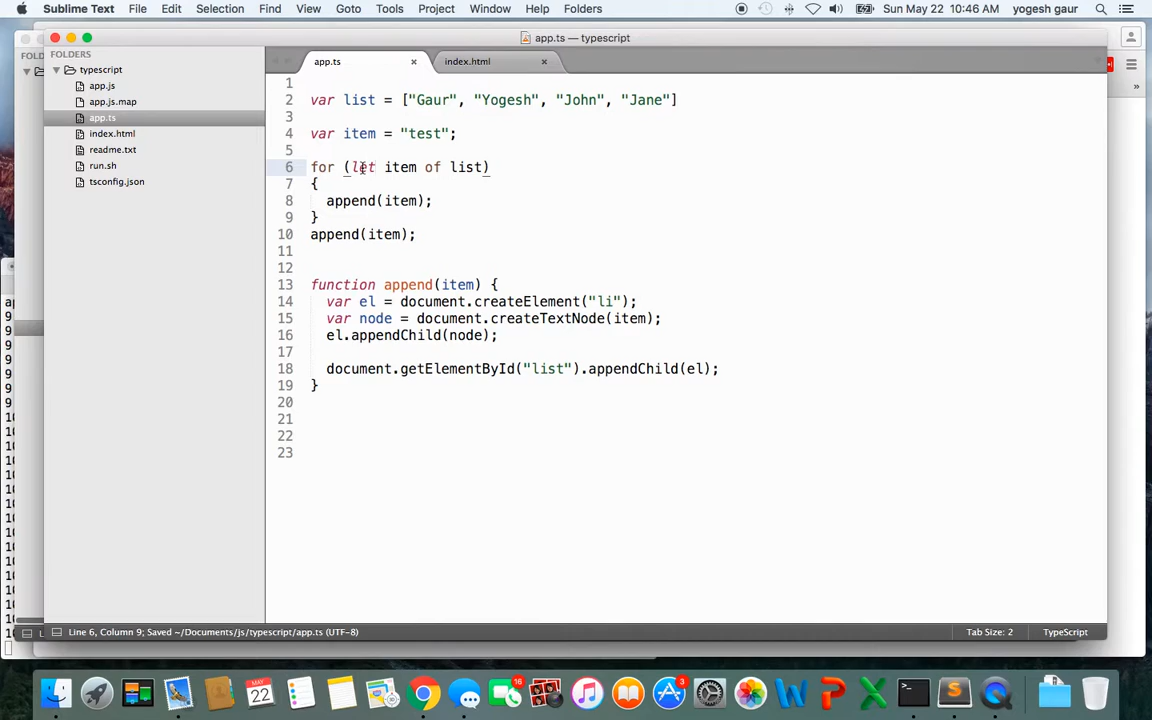 Sublime Text File Edit Selection Find View Goto Tools Project Window Help Folders Sun May 22 10:46 AM yogesh gaur
app.ts — typescript
FOLD
FOLDERS
typescript
app.js
app.js.map
app.ts
index.html
readme.txt
run.sh
tsconfig.json
app.ts × index.html ×
1
2 var list = ["Gaur", "Yogesh", "John", "Jane"]
3
4 var item = "test";
5
6 for (let item of list)
7 {
8 append(item);
9 }
10 append(item);
11
12
13 function append(item) {
14 var el = document.createElement("li");
15 var node = document.createTextNode(item);
16 el.appendChild(node);
17
18 document.getElementById("list").appendChild(el);
19 }
20
21
22
23
Line 6, Column 9; Saved ~/Documents/js/typescript/app.ts (UTF-8) Tab Size: 2 TypeScript
MAY
22
16
3